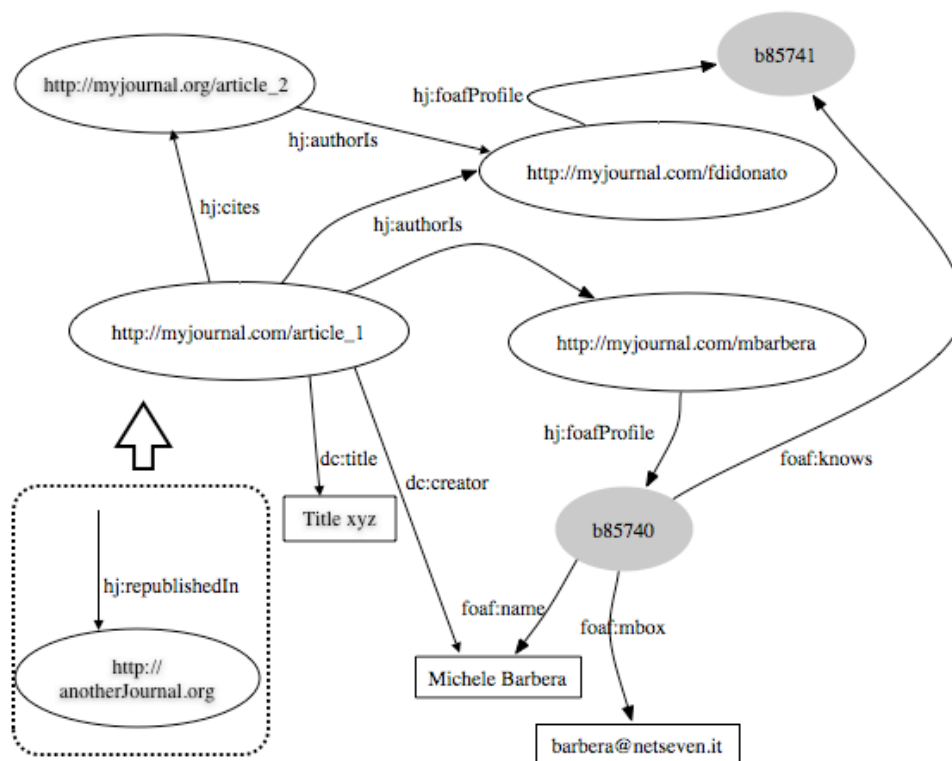 b85741
http://myjournal.org/article_2
hj:foafProfile
hj:authorIs
http://myjournal.com/fdidonato
hj:cites
hj:authorIs
http://myjournal.com/article_1
http://myjournal.com/mbarbera
hj:foafProfile
dc:title
foaf:knows
dc:creator
Title xyz
b85740
hj:republishedIn
foaf:name
foaf:mbox
http://
anotherJournal.org
Michele Barbera
barbera@netseven.it